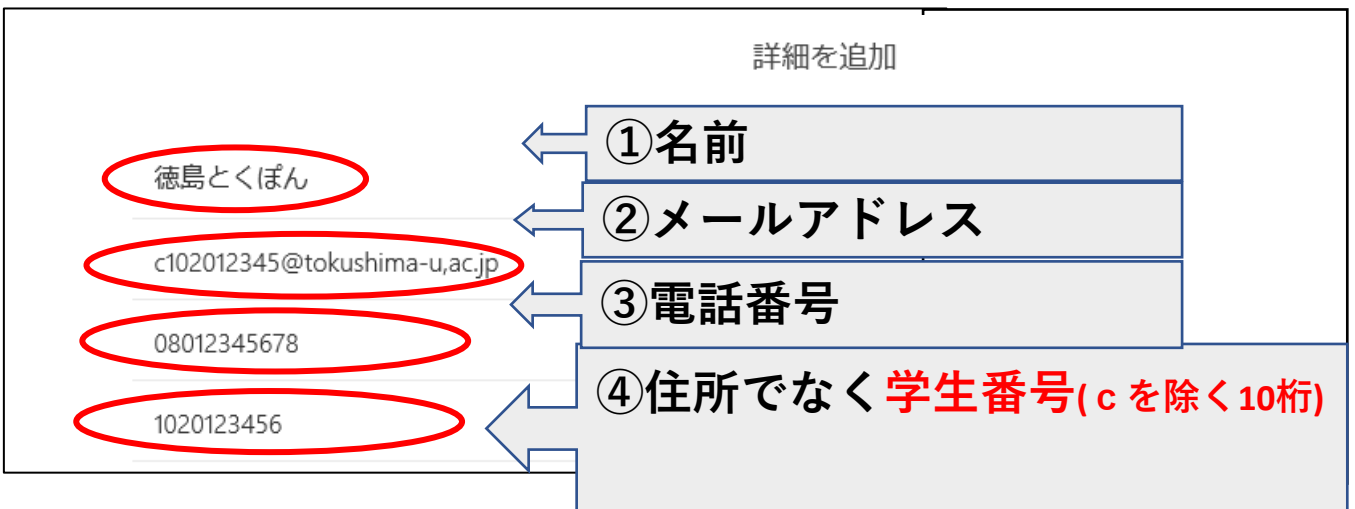 詳細を追加
①名前
徳島とくぽん
②メールアドレス
c102012345@tokushima-u,ac.jp
③電話番号
08012345678
④住所でなく学生番号(ｃを除く10桁)
1020123456